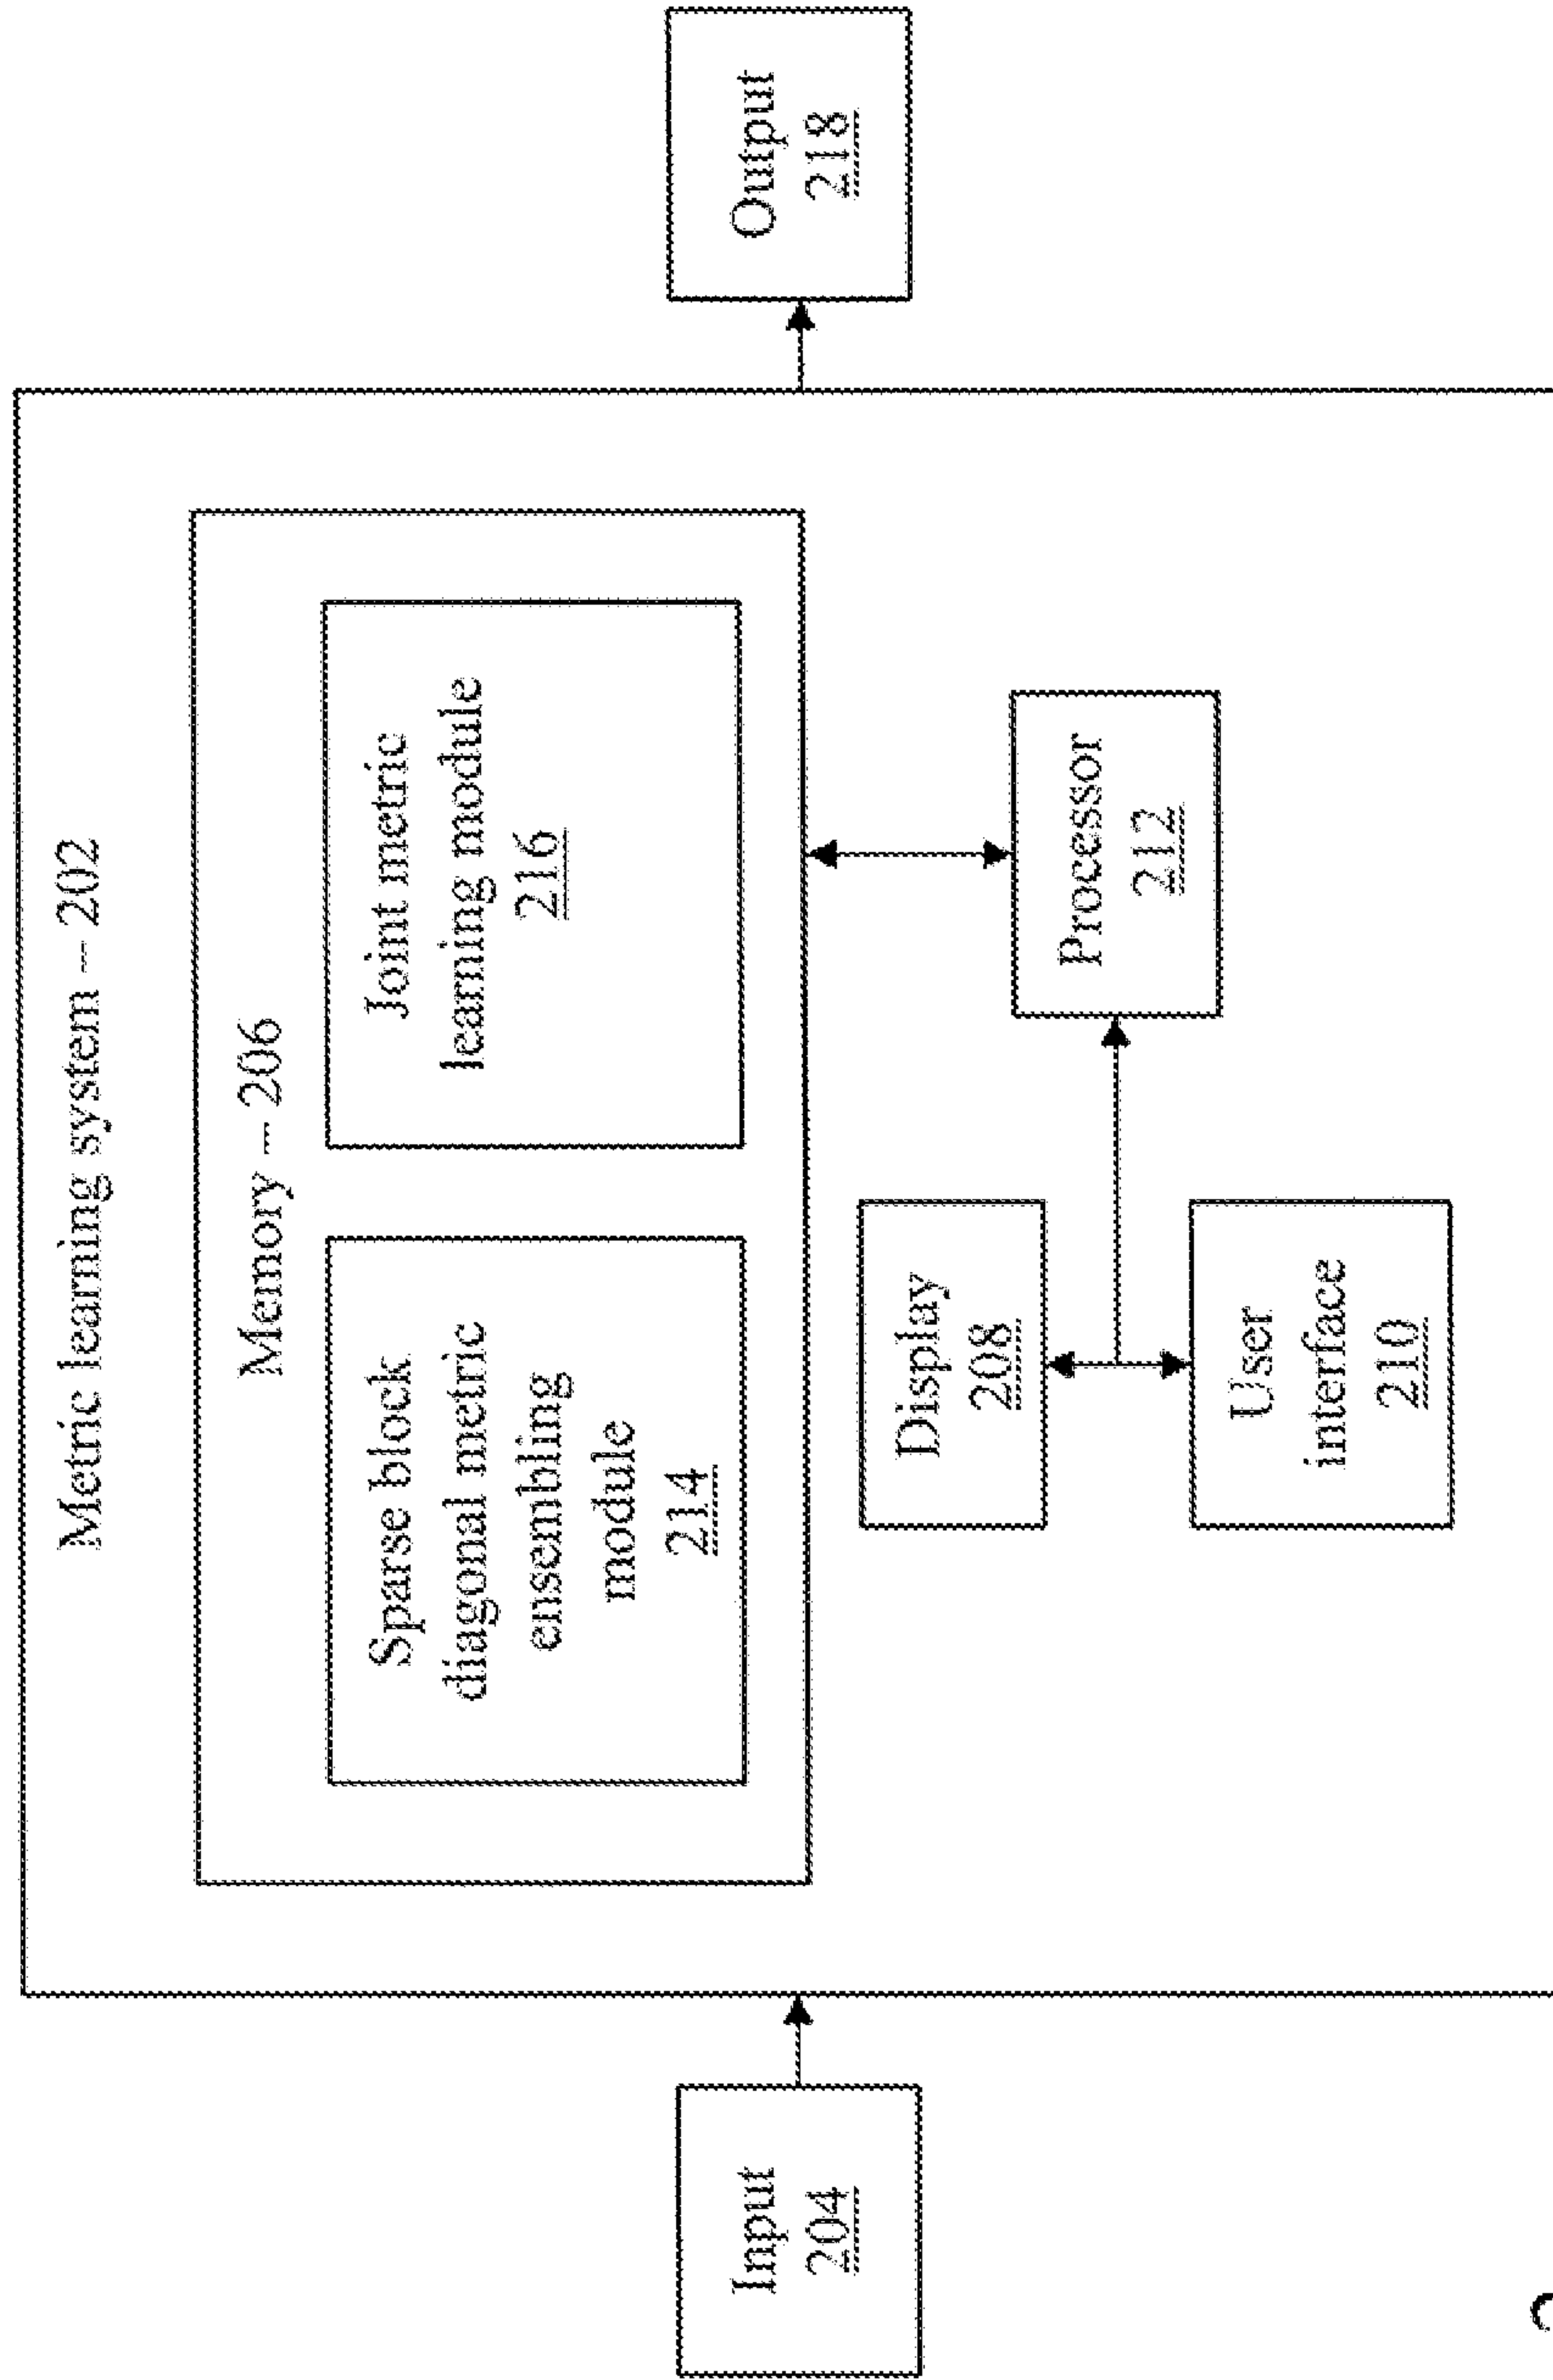 Metric learning system -- 202
Memory -- 206
Sparse block
diagonal metric
ensembling
module
214
Joint metric
learning module
216
Input
204
Output
218
Display
208
User
interface
210
Processor
212